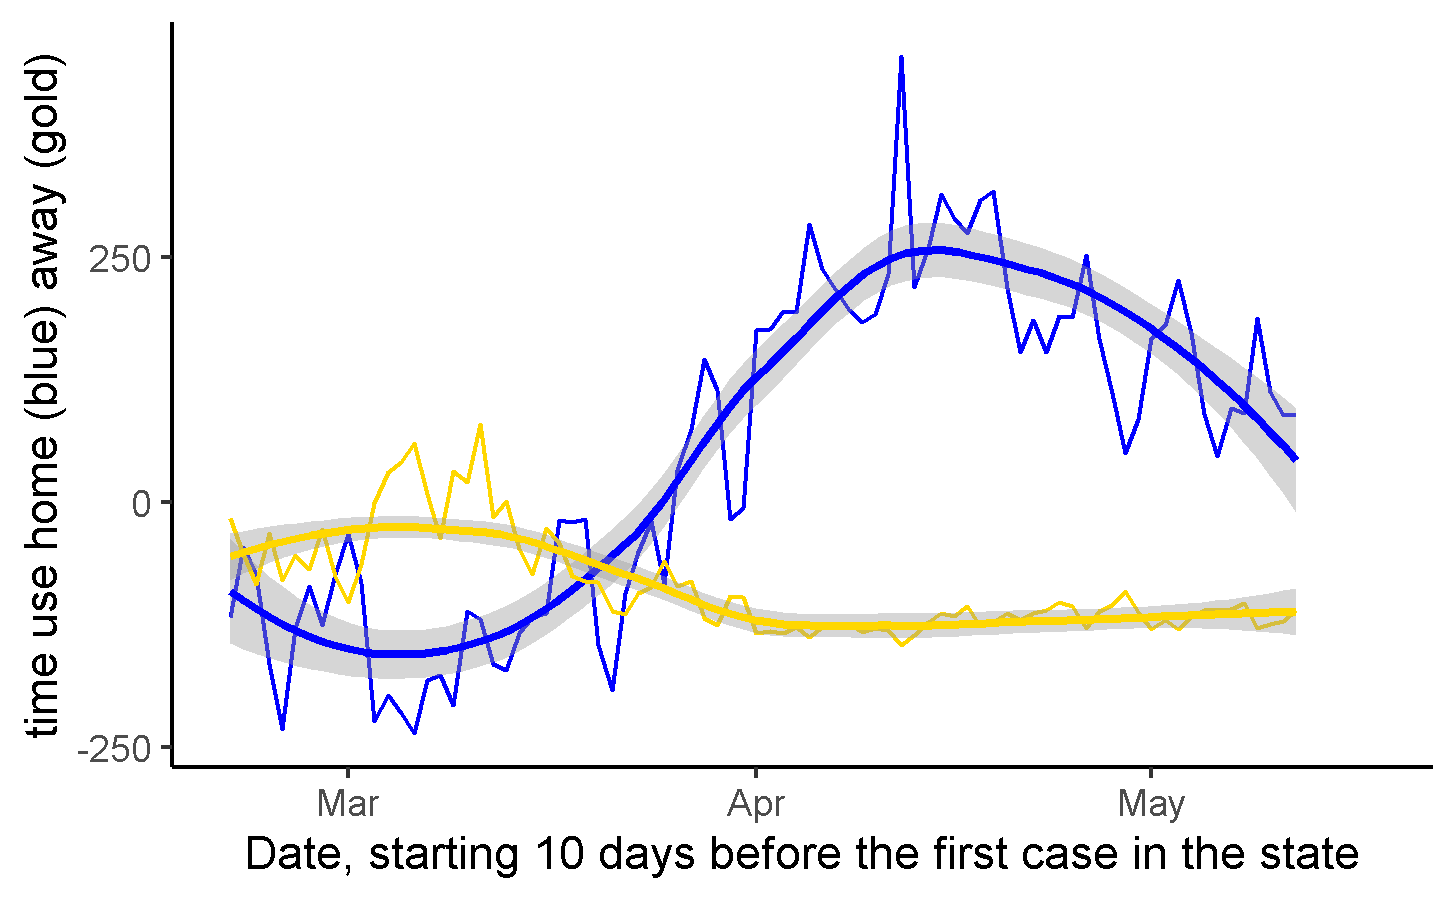 time use home (blue) away (gold)
250
0
-250
Mar Apr May
Date, starting 10 days before the first case in the state